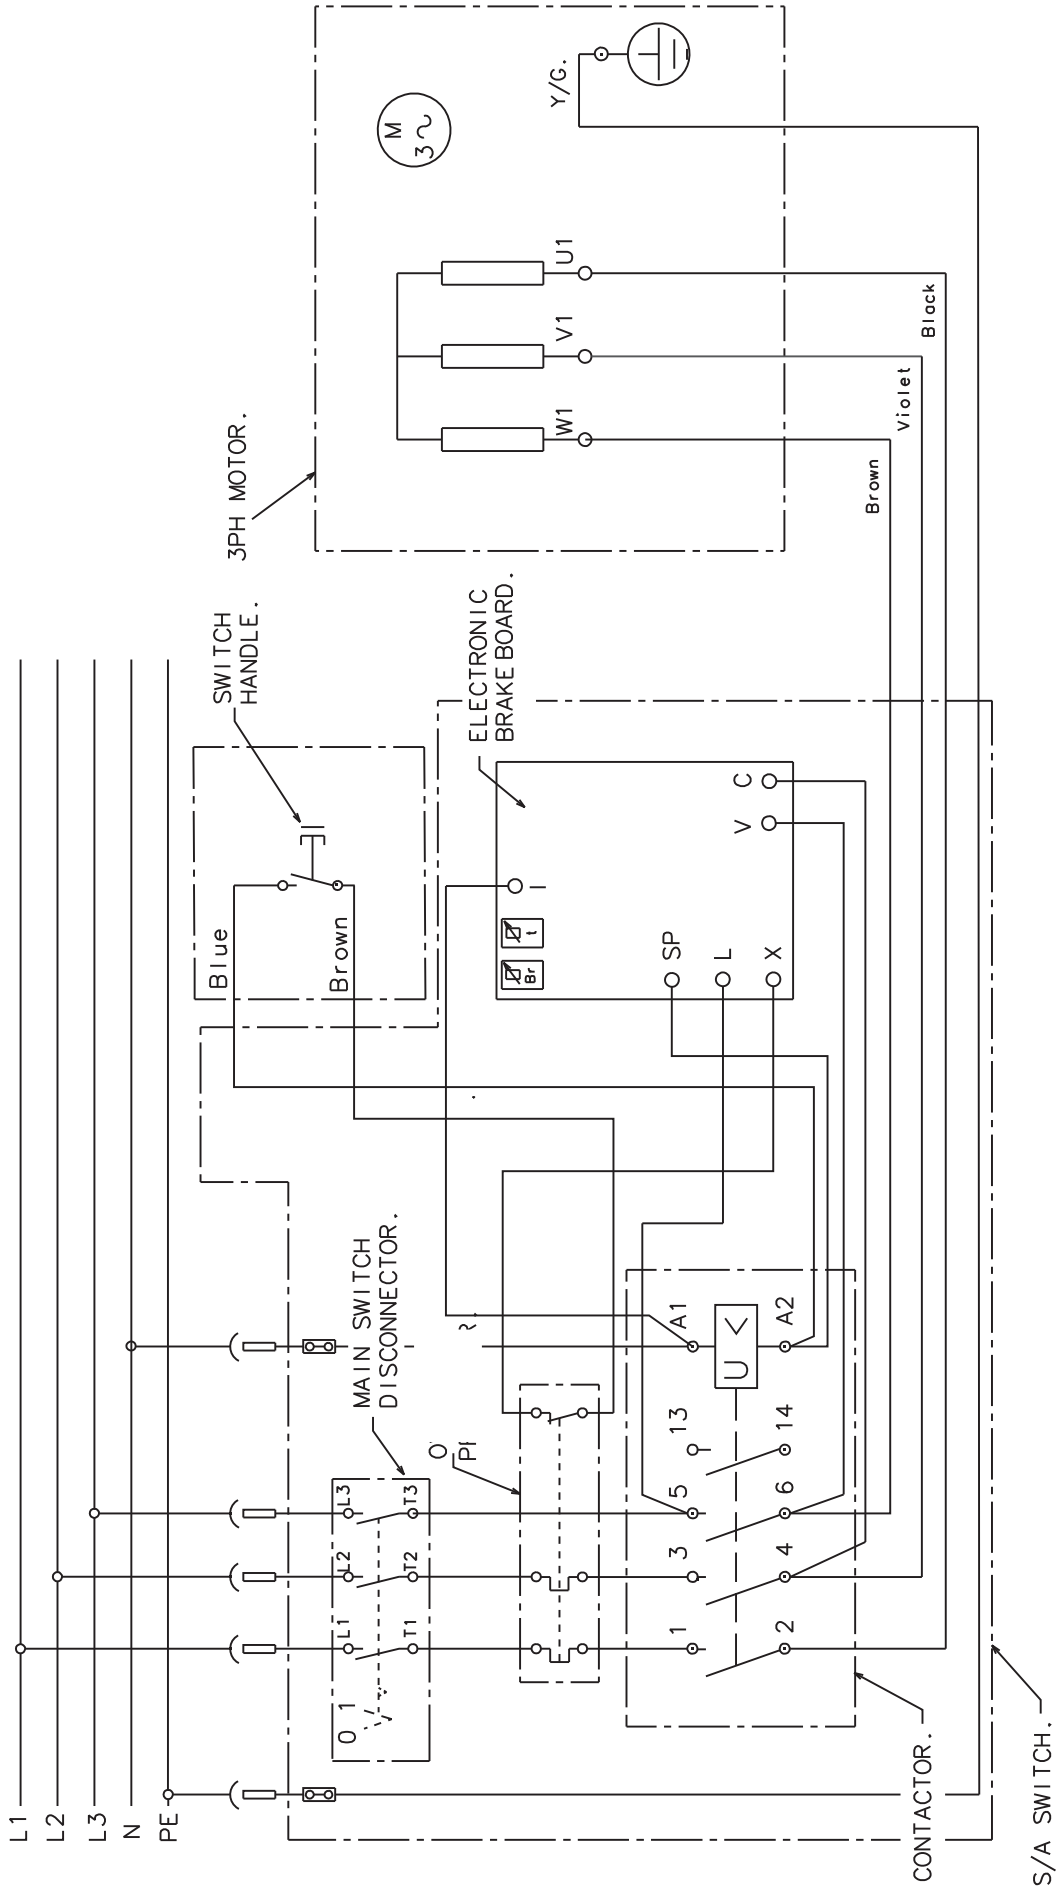 L1
L2
L3
N
PE
3PH MOTOR.
M
3
Y/G.
U1
V1
W1
Black
Violet
Brown
SWITCH
HANDLE.
Blue
Brown
ELECTRONIC
BRAKE BOARD.
I
t
Br
C
V
SP
L
X
MAIN SWITCH
DISCONNECTOR.
L3
L2
L1
T3
T2
T1
0 1
A1
A2
U <
13
14
5
6
3
4
1
2
CONTACTOR.
S/A SWITCH.